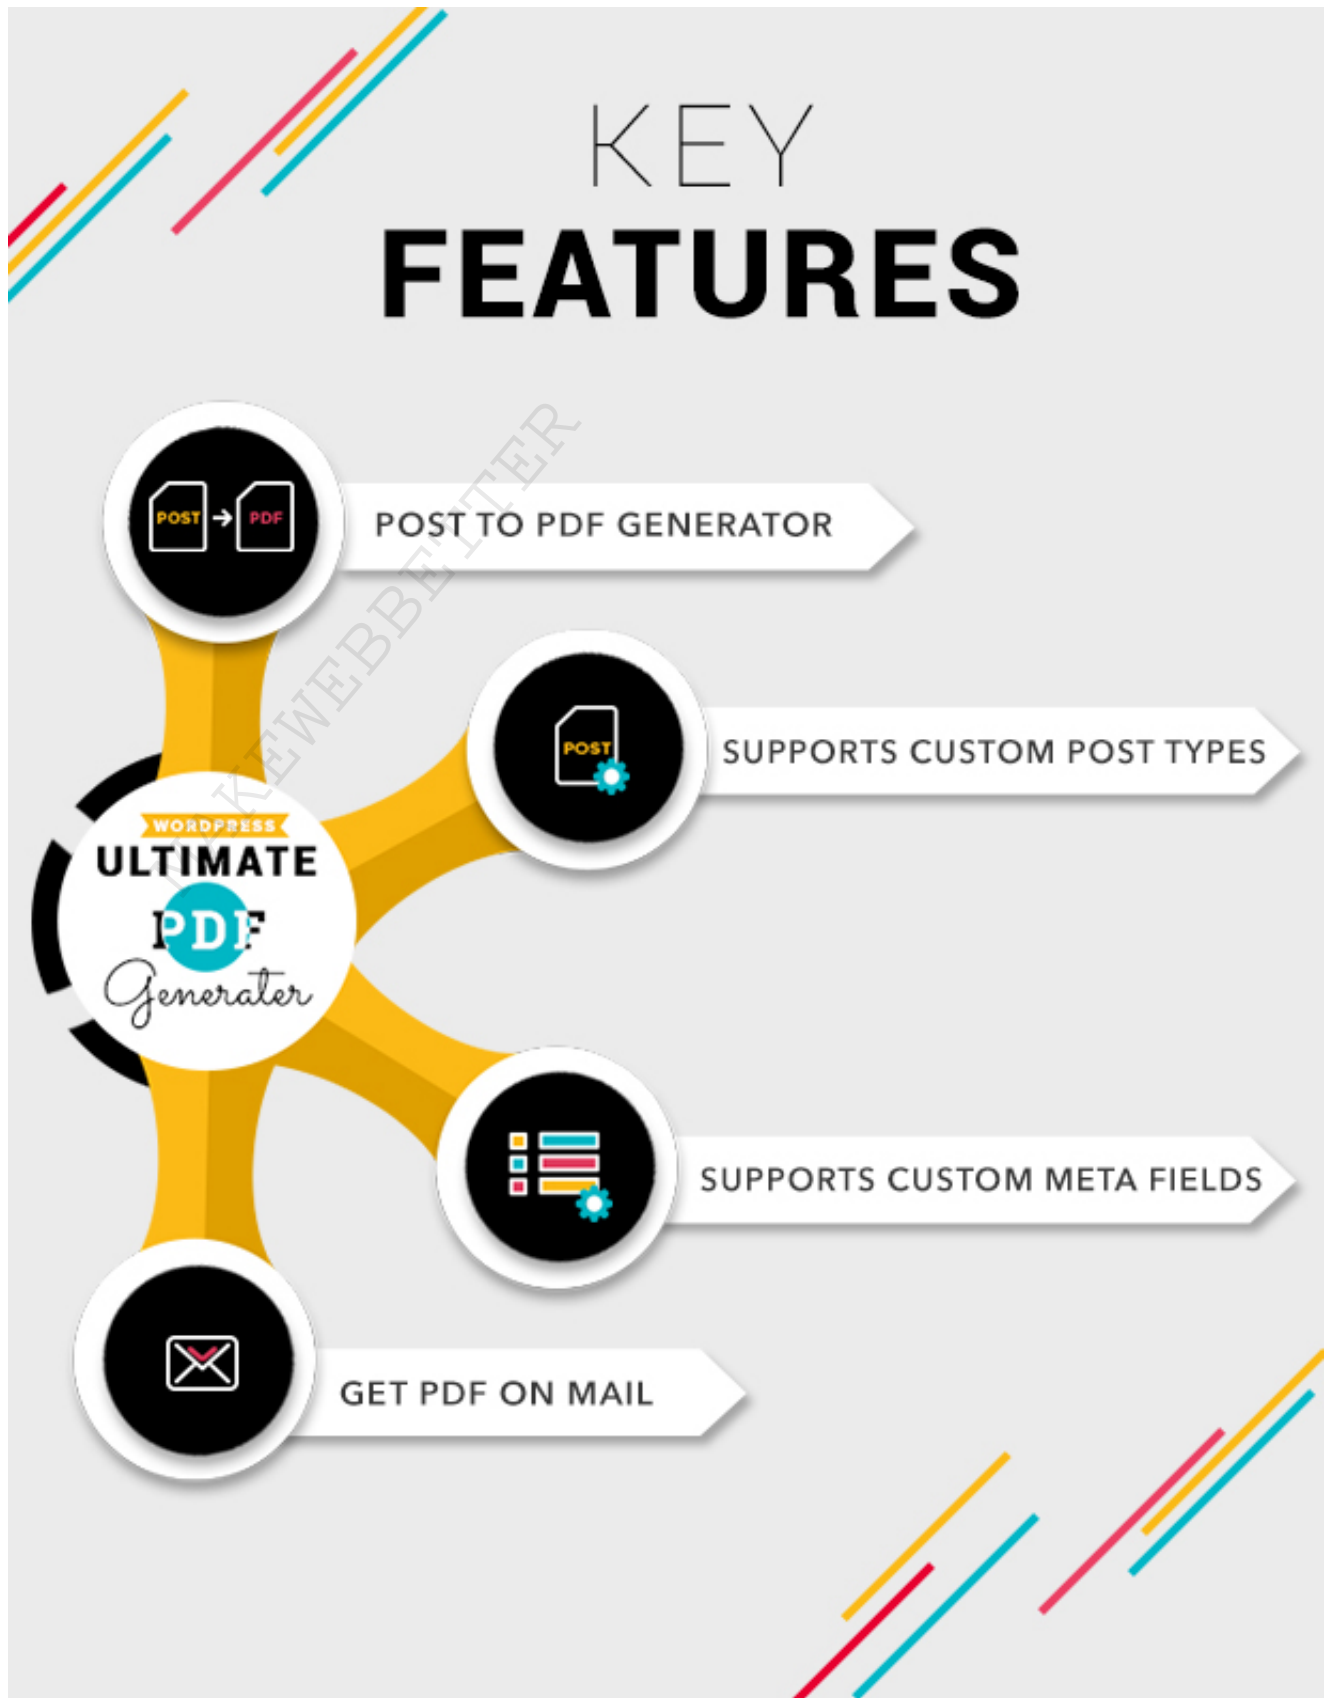 KEY
FEATURES
POST
PDF
POST TO PDF GENERATOR
POST
SUPPORTS CUSTOM POST TYPES
WORDPRESS
ULTIMATE
PDF
Generater
SUPPORTS CUSTOM META FIELDS
GET PDF ON MAIL
MAKEWEBBETTER